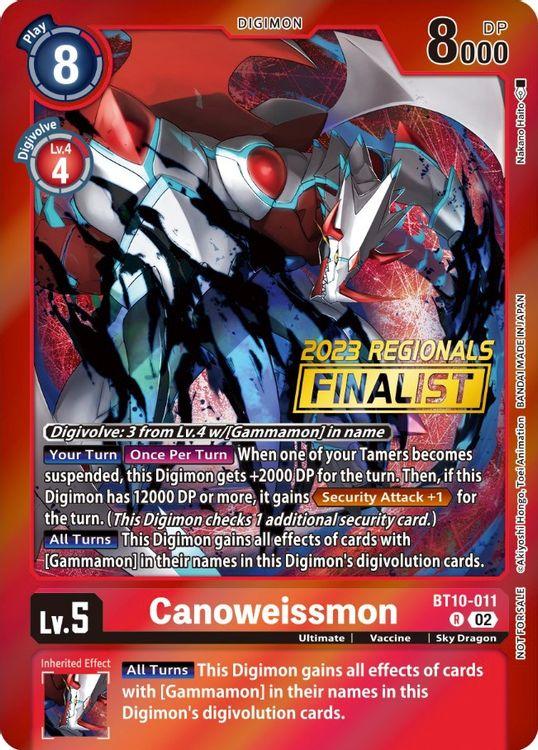 DIGIMON
Play
8
DP
8000
Digivolve
Lv.4
4
Nakano Haito
2023 REGIONALS
FINALIST
Digivolve: 3 from Lv.4 w/[Gammamon] in name
Your Turn Once Per Turn When one of your Tamers becomes
suspended, this Digimon gets +2000 DP for the turn. Then, if this
Digimon has 12000 DP or more, it gains Security Attack +1 for
the turn. (This Digimon checks 1 additional security card.)
All Turns This Digimon gains all effects of cards with
[Gammamon] in their names in this Digimon's digivolution cards.
©Akiyoshi Hongo, Toei Animation BANDAI MADE IN JAPAN
NOT FOR SALE
Lv.5
Canoweissmon
BT10-011
R 02
Ultimate Vaccine Sky Dragon
Inherited Effect
All Turns This Digimon gains all effects of cards
with [Gammamon] in their names in this
Digimon's digivolution cards.